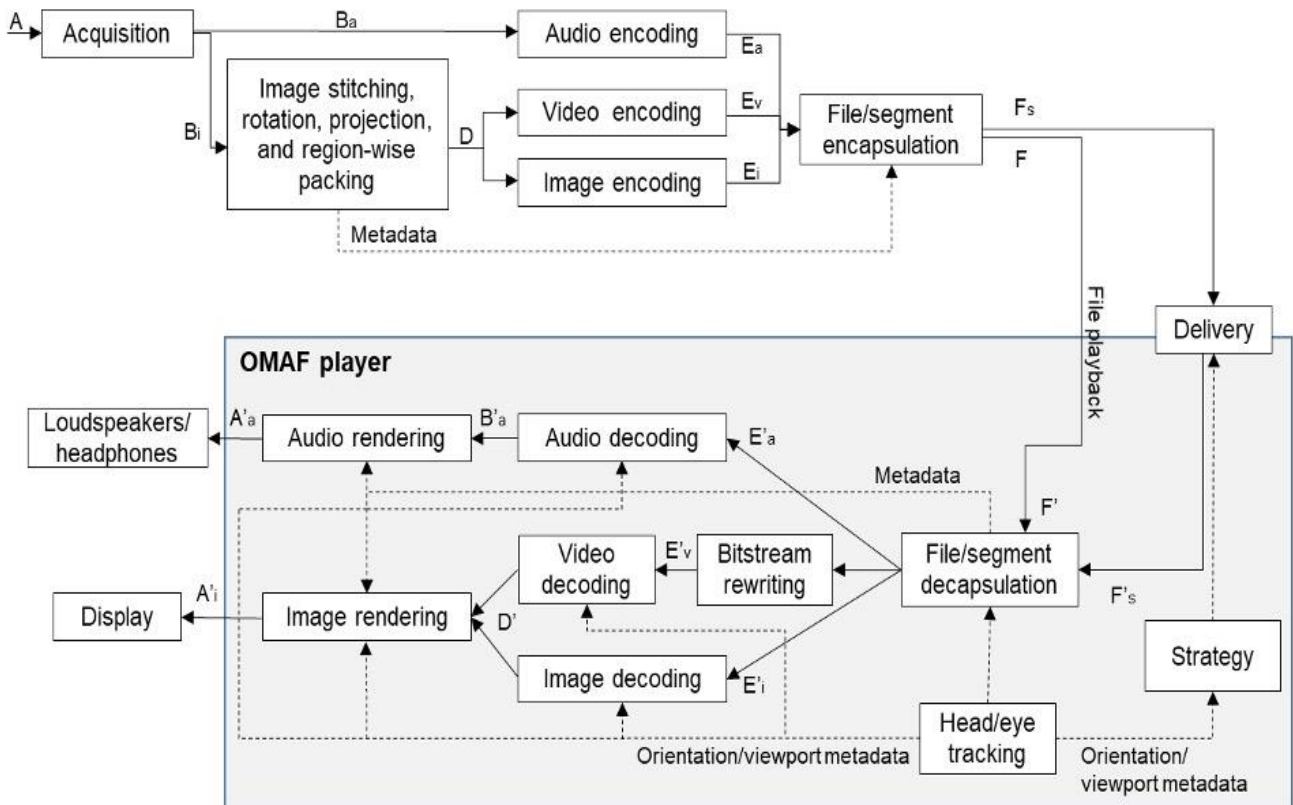 A
Acquisition
Ba
Audio encoding
Ea
Bi
Image stitching,
rotation, projection,
and region-wise
packing
D
Video encoding
Ev
Image encoding
Ei
File/segment
encapsulation
Fs
F
Metadata
File playback
Delivery
OMAF player
Loudspeakers/
headphones
A'a
Audio rendering
B'a
Audio decoding
E'a
Metadata
F'
Video
decoding
E'v
Bitstream
rewriting
File/segment
decapsulation
F's
Display
A'i
Image rendering
D'
Image decoding
E'i
Strategy
Head/eye
tracking
Orientation/viewport metadata
Orientation/
viewport metadata